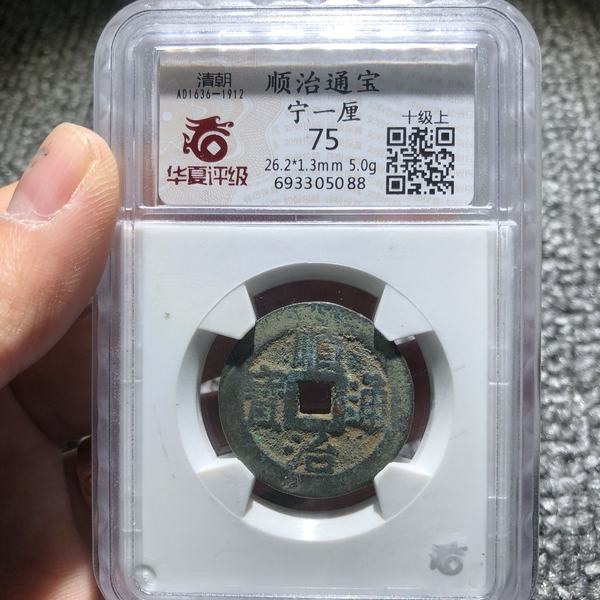 清朝
AD1636—1912
华夏评级
顺治通宝
宁一厘
75
26.2*1.3mm 5.0g
693305088
十级上
順
治
通
寶